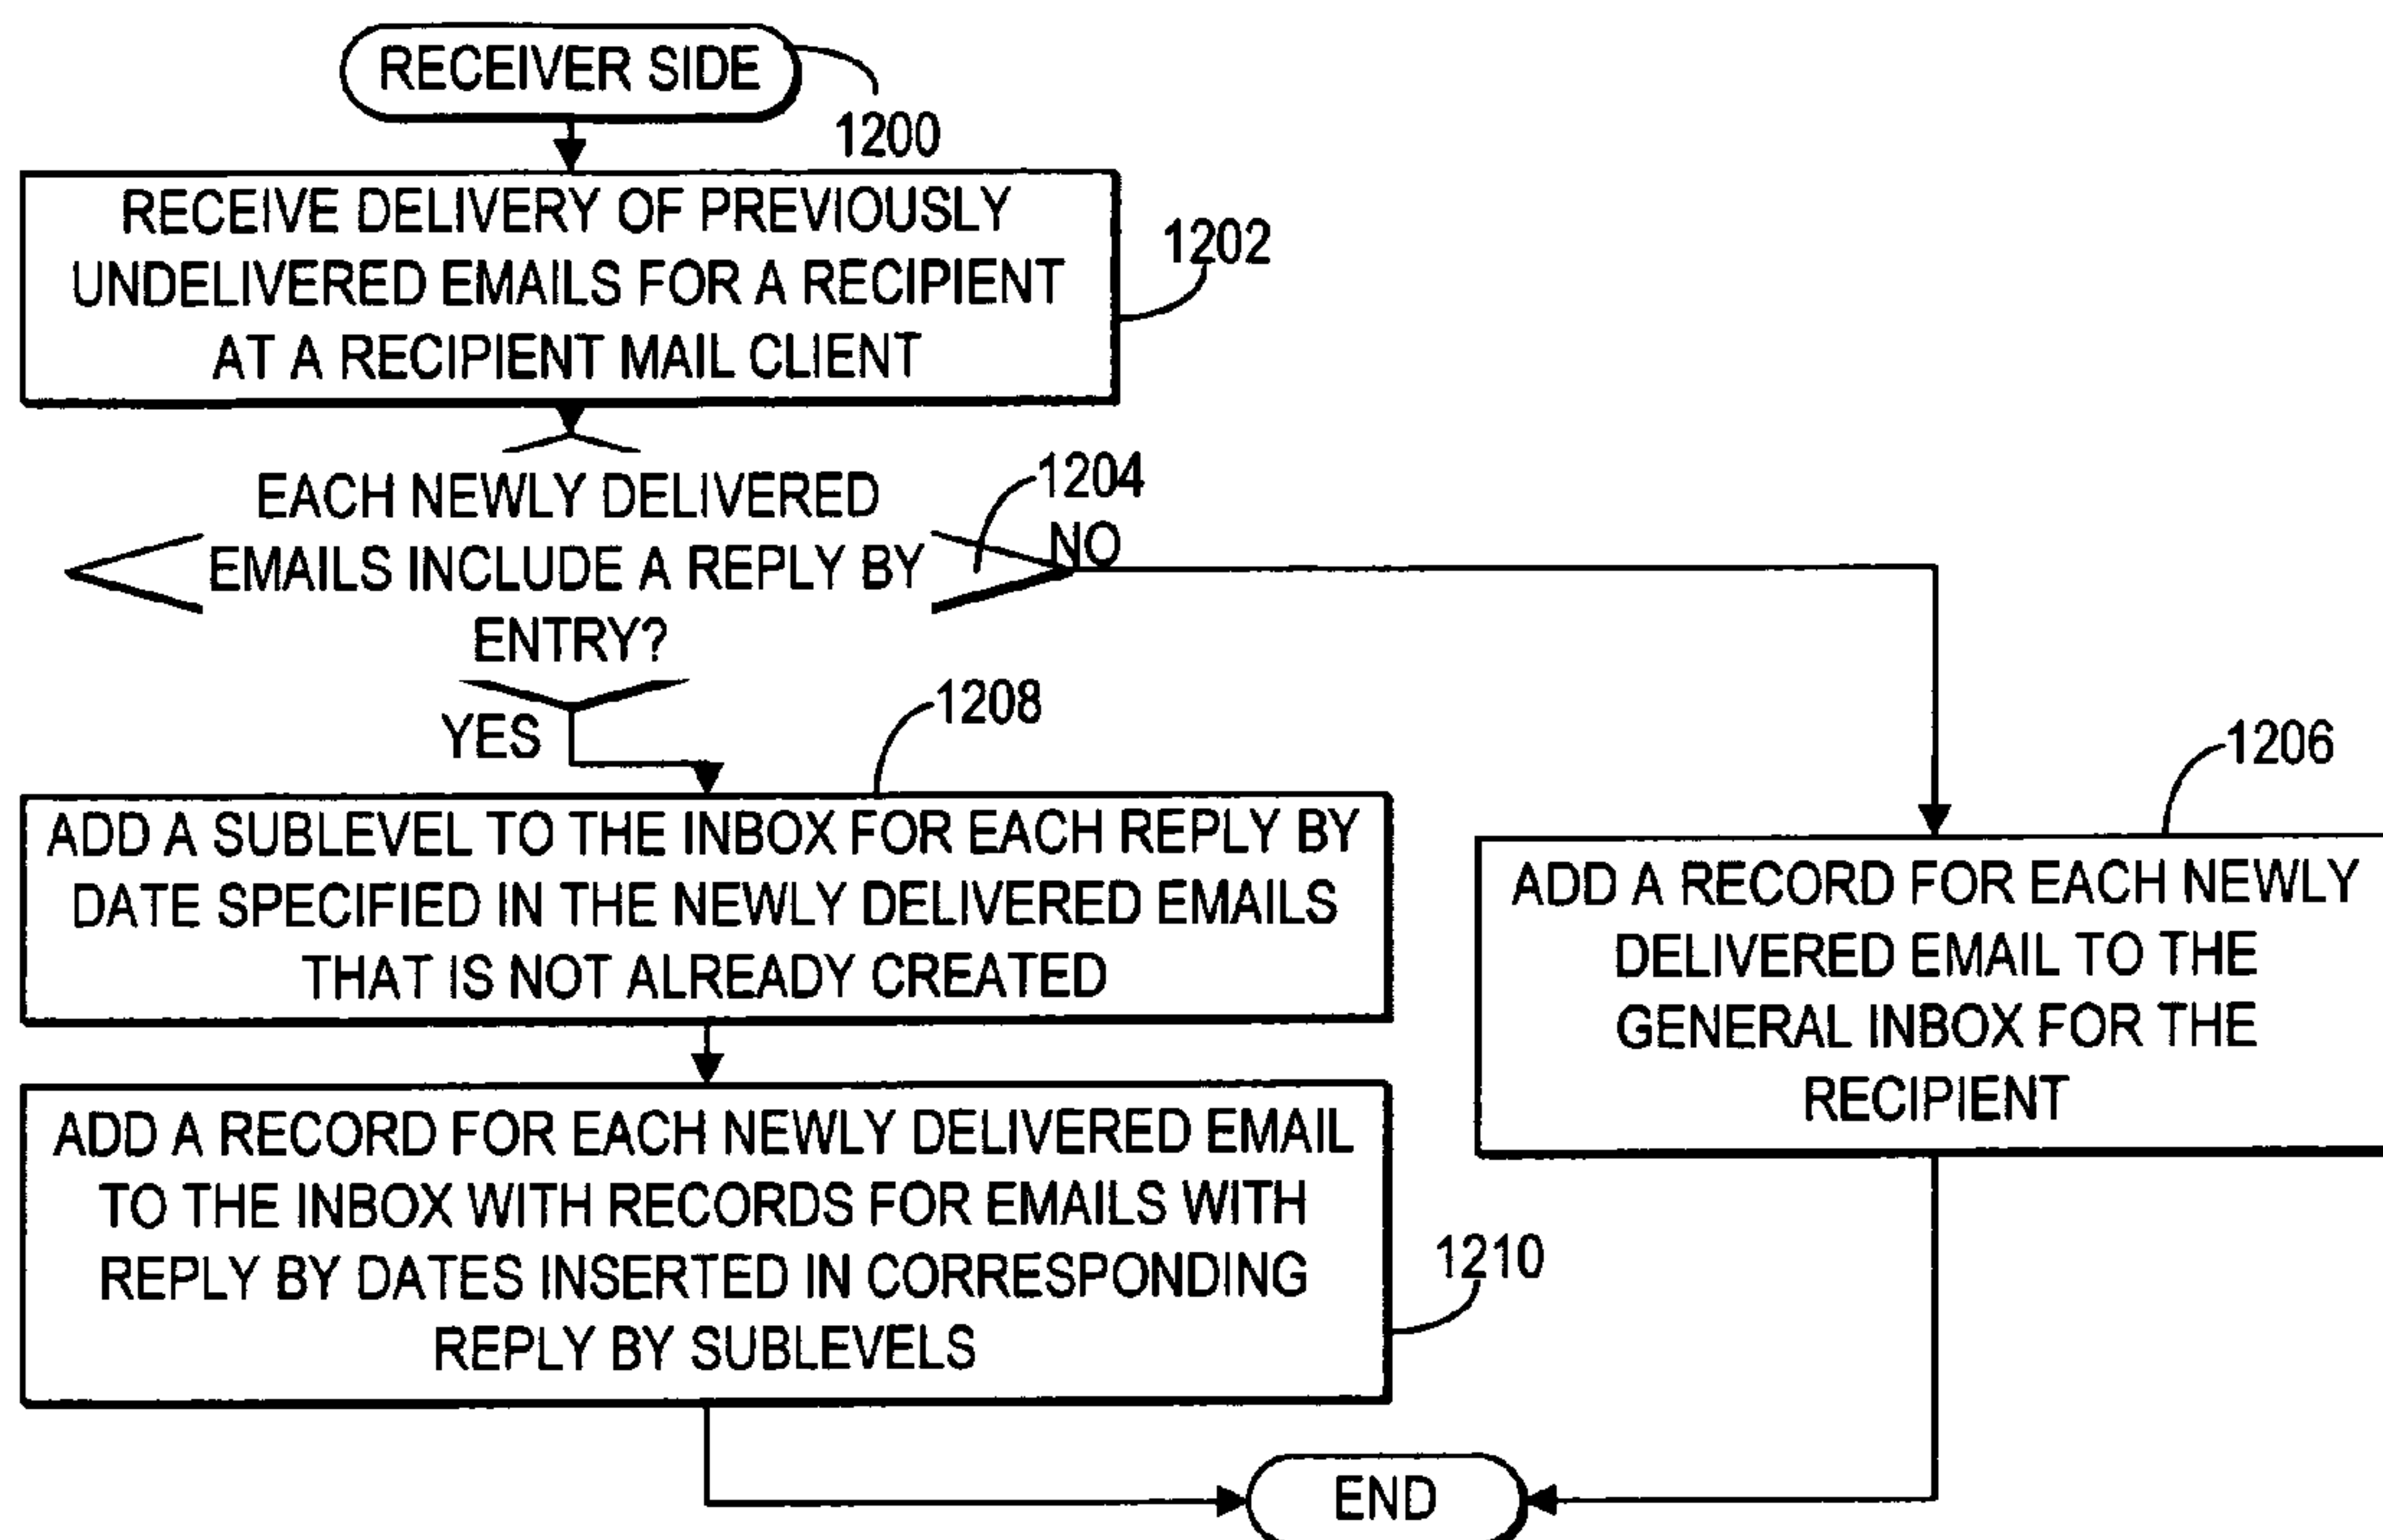 RECEIVER SIDE
1200
RECEIVE DELIVERY OF PREVIOUSLY
UNDELIVERED EMAILS FOR A RECIPIENT
AT A RECIPIENT MAIL CLIENT
1202
EACH NEWLY DELIVERED
EMAILS INCLUDE A REPLY BY
ENTRY?
1204
NO
YES
1208
ADD A SUBLEVEL TO THE INBOX FOR EACH REPLY BY
DATE SPECIFIED IN THE NEWLY DELIVERED EMAILS
THAT IS NOT ALREADY CREATED
1206
ADD A RECORD FOR EACH NEWLY
DELIVERED EMAIL TO THE
GENERAL INBOX FOR THE
RECIPIENT
ADD A RECORD FOR EACH NEWLY DELIVERED EMAIL
TO THE INBOX WITH RECORDS FOR EMAILS WITH
REPLY BY DATES INSERTED IN CORRESPONDING
REPLY BY SUBLEVELS
1210
END